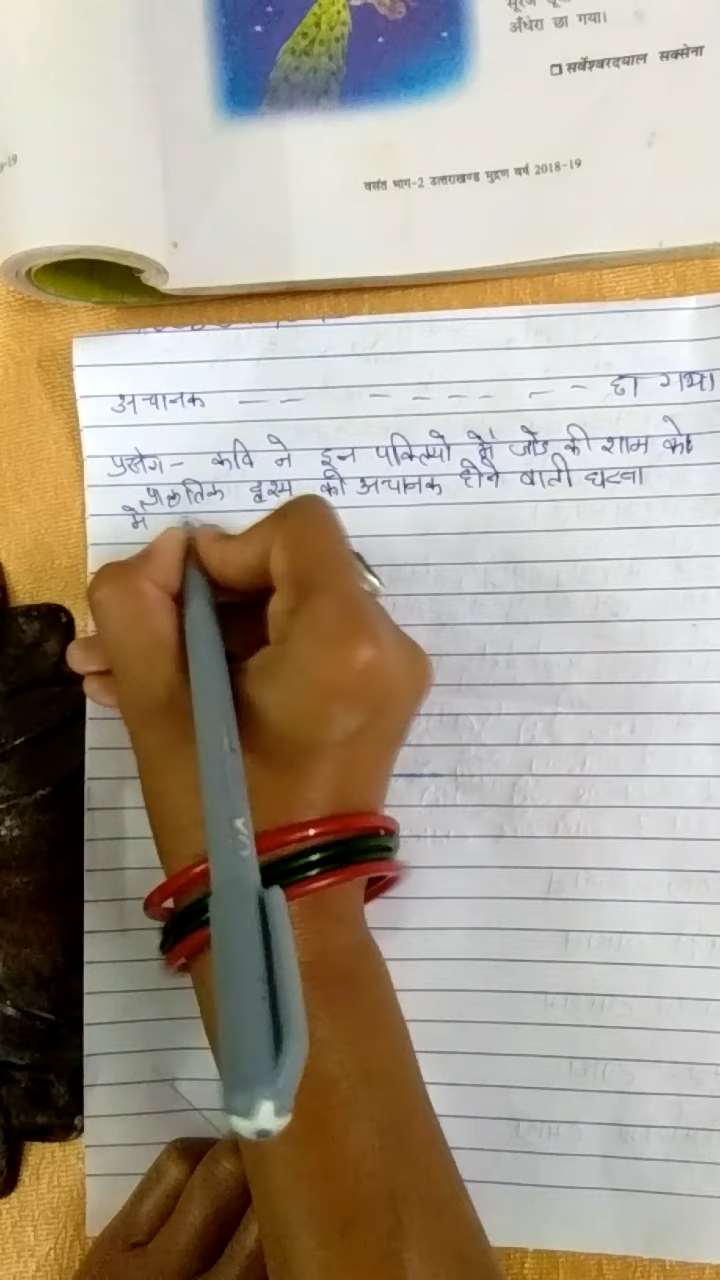 अँधेरा छा गया।
□ सर्वेश्वरदयाल सक्सेना
वसंत भाग-2 उत्तराखण्ड मुद्रण वर्ष 2018-19
अचानक -- - - - - - - - छा गया।
प्रसंग - कवि ने इन पंक्तियों में जाड़े की शाम को
प्राकृतिक दृश्य को अचानक होने वाली घटना
में